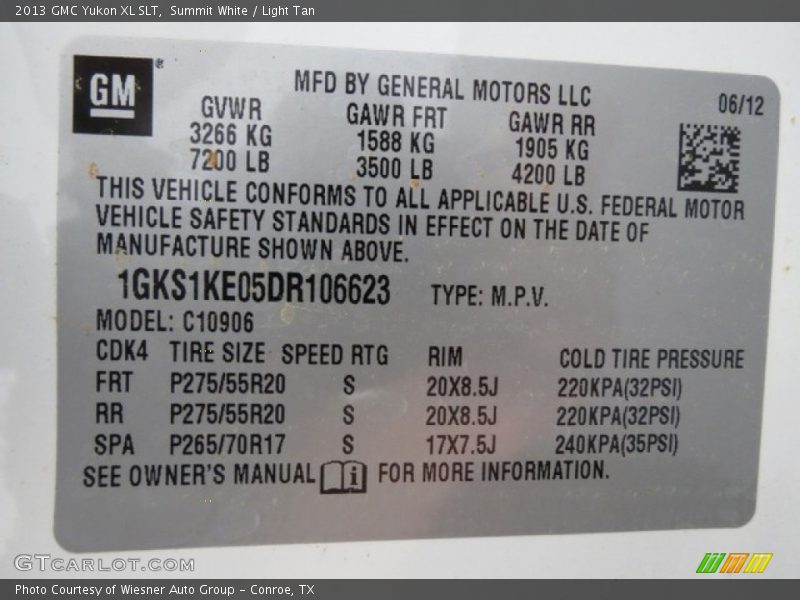 2013 GMC Yukon XL SLT,  Summit White / Light Tan
GM ®
MFD BY GENERAL MOTORS LLC
06/12
GVWR GAWR FRT GAWR RR
3266 KG 1588 KG 1905 KG
7200 LB 3500 LB 4200 LB
THIS VEHICLE CONFORMS TO ALL APPLICABLE U.S. FEDERAL MOTOR
VEHICLE SAFETY STANDARDS IN EFFECT ON THE DATE OF
MANUFACTURE SHOWN ABOVE.
1GKS1KE05DR106623 TYPE: M.P.V.
MODEL: C10906
CDK4 TIRE SIZE SPEED RTG RIM COLD TIRE PRESSURE
FRT P275/55R20 S 20X8.5J 220KPA(32PSI)
RR P275/55R20 S 20X8.5J 220KPA(32PSI)
SPA P265/70R17 S 17X7.5J 240KPA(35PSI)
SEE OWNER'S MANUAL i FOR MORE INFORMATION.
GTCARLOT.COM
Photo Courtesy of Wiesner Auto Group - Conroe, TX